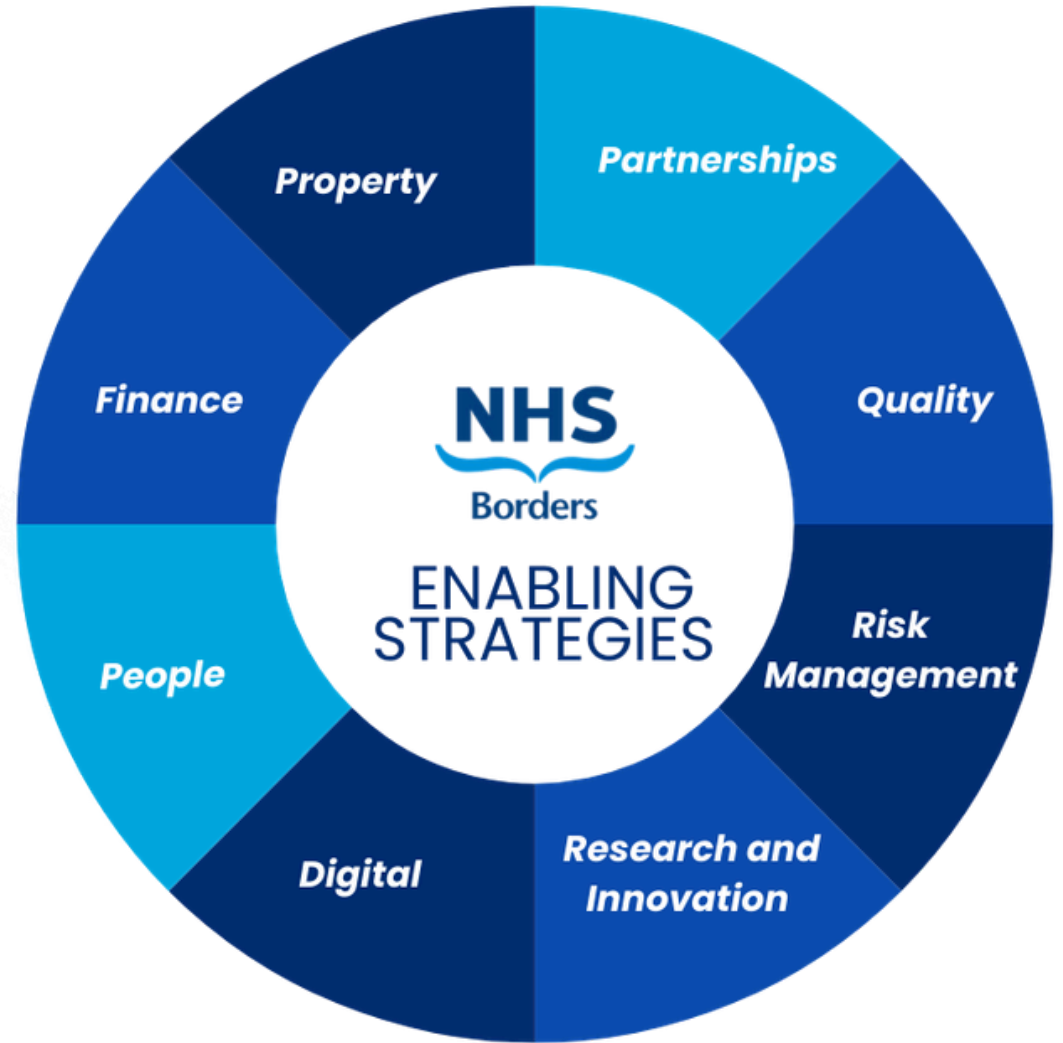 Property
Partnerships
Finance
Quality
NHS
Borders
ENABLING
STRATEGIES
People
Risk
Management
Digital
Research and
Innovation